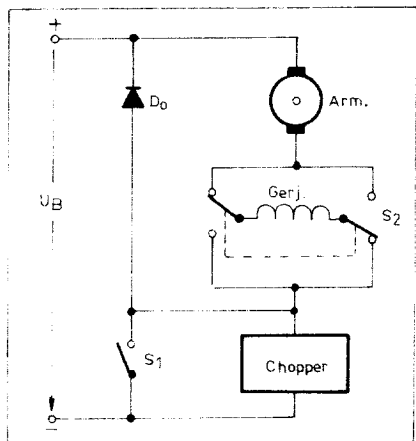 +
D₀
Arm.
Gerj.
S₂
U_B
S₁
Chopper
−